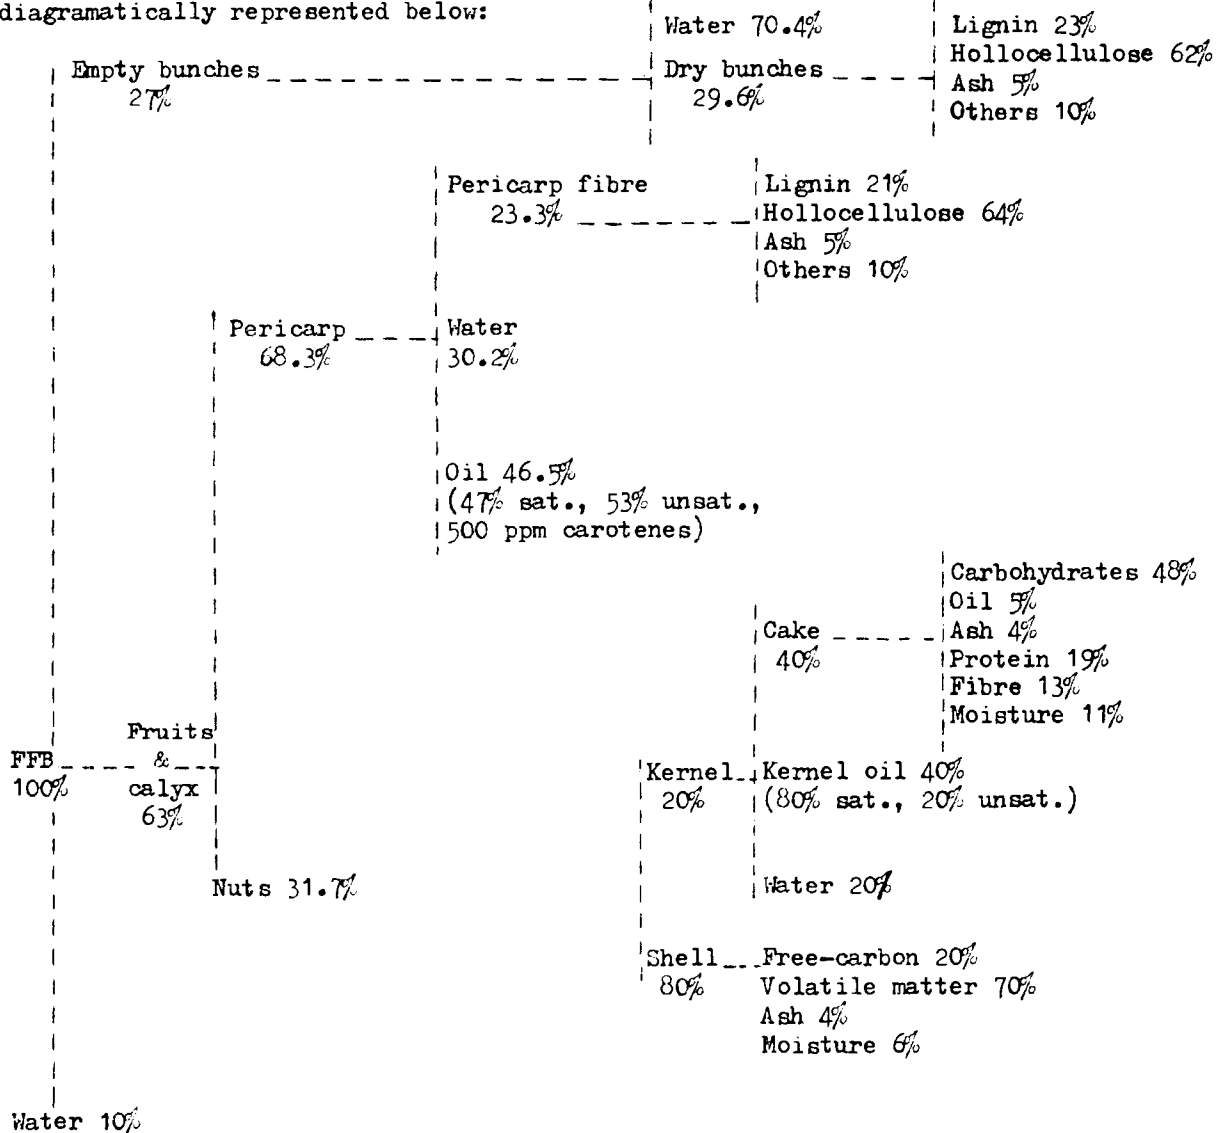 diagramatically represented below:
Water 70.4%
Empty bunches
27%
Dry bunches
29.6%
Lignin 23%
Hollocellulose 62%
Ash 5%
Others 10%
Pericarp fibre
23.3%
Lignin 21%
Hollocellulose 64%
Ash 5%
Others 10%
Pericarp
68.3%
Water
30.2%
Oil 46.5%
(47% sat., 53% unsat.,
500 ppm carotenes)
Carbohydrates 48%
Oil 5%
Ash 4%
Protein 19%
Fibre 13%
Moisture 11%
Cake
40%
FFB
100%
Fruits
&
calyx
63%
Kernel
20%
Kernel oil 40%
(80% sat., 20% unsat.)
Nuts 31.7%
Water 20%
Shell
80%
Free-carbon 20%
Volatile matter 70%
Ash 4%
Moisture 6%
Water 10%